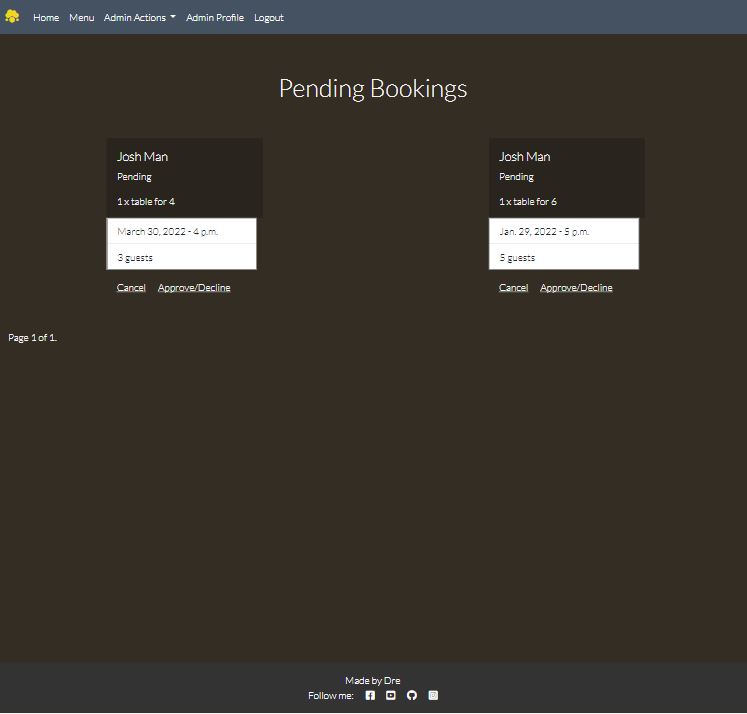 Home Menu Admin Actions Admin Profile Logout
Pending Bookings
Josh Man
Pending
1 x table for 4
March 30, 2022 - 4 p.m.
3 guests
Cancel Approve/Decline
Josh Man
Pending
1 x table for 6
Jan. 29, 2022 - 5 p.m.
5 guests
Cancel Approve/Decline
Page 1 of 1.
Made by Dre
Follow me: